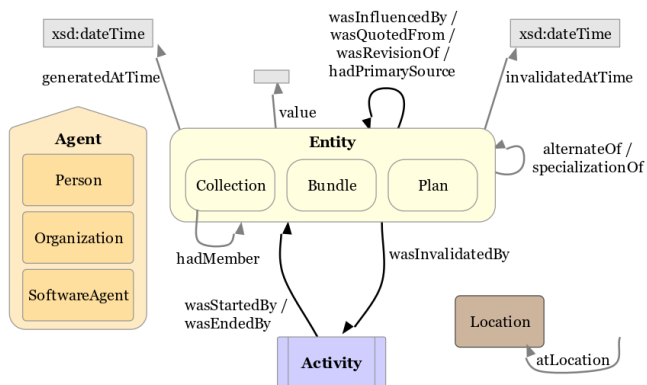 wasInfluencedBy /
wasQuotedFrom /
wasRevisionOf /
hadPrimarySource
xsd:dateTime
xsd:dateTime
generatedAtTime
invalidatedAtTime
value
Agent
Person
Organization
SoftwareAgent
Entity
Collection
Bundle
Plan
alternateOf /
specializationOf
hadMember
wasInvalidatedBy
wasStartedBy /
wasEndedBy
Activity
Location
atLocation